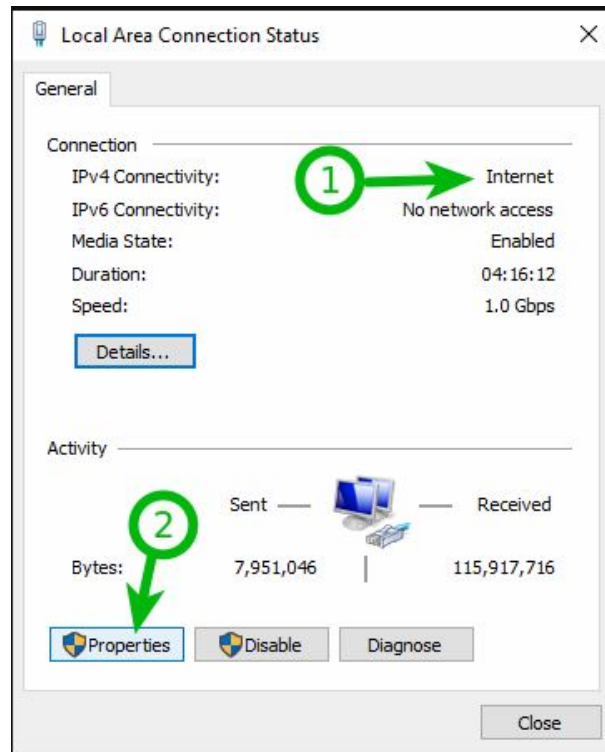 Local Area Connection Status
General
Connection
IPv4 Connectivity: 1 Internet
IPv6 Connectivity: No network access
Media State: Enabled
Duration: 04:16:12
Speed: 1.0 Gbps
Details...
Activity
Sent Received
2
Bytes: 7,951,046 115,917,716
Properties Disable Diagnose
Close